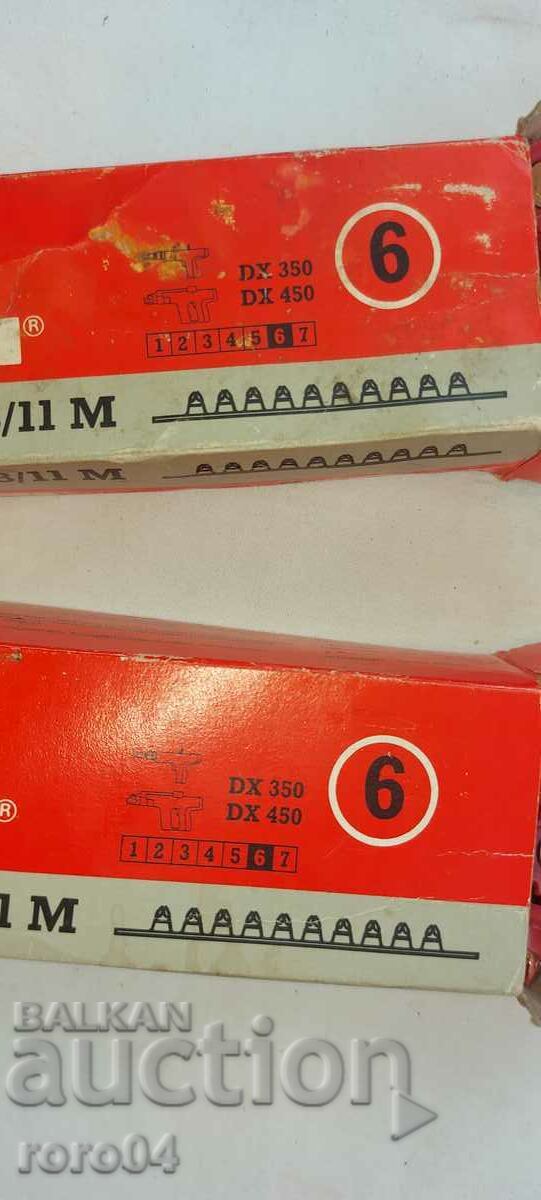 DX 350
6
DX 450
®
1 2 3 4 5 6 7
/11 M
8/11 M
DX 350
6
DX 450
®
1 2 3 4 5 6 7
1 M
BALKAN
auction
roro04